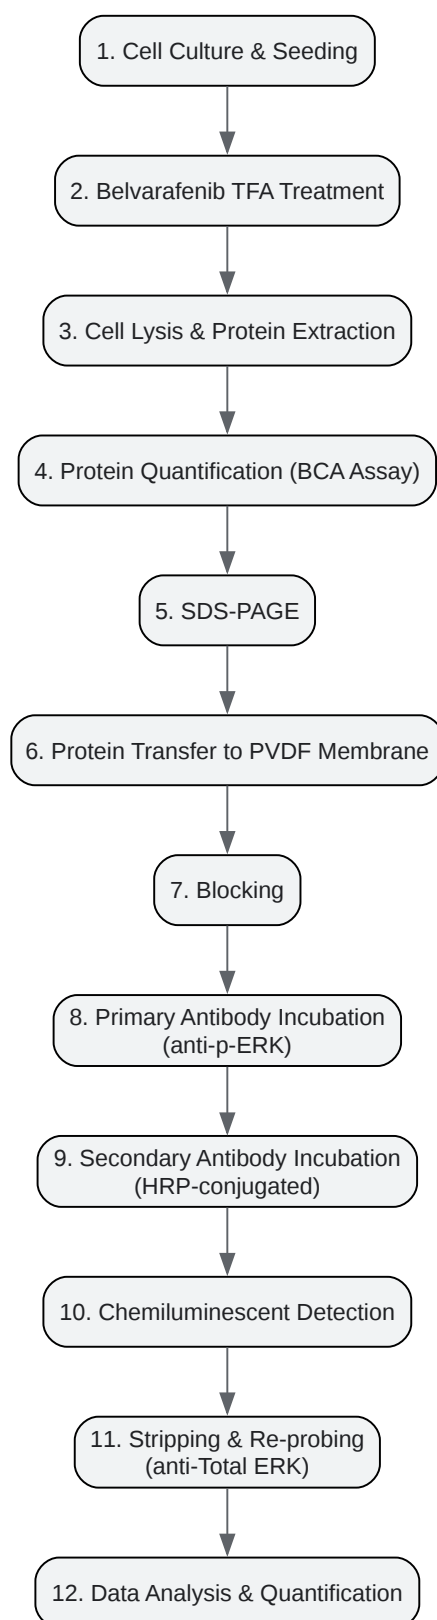 1. Cell Culture & Seeding
2. Belvarafenib TFA Treatment
3. Cell Lysis & Protein Extraction
4. Protein Quantification (BCA Assay)
5. SDS-PAGE
6. Protein Transfer to PVDF Membrane
7. Blocking
8. Primary Antibody Incubation
(anti-p-ERK)
9. Secondary Antibody Incubation
(HRP-conjugated)
10. Chemiluminescent Detection
11. Stripping & Re-probing
(anti-Total ERK)
12. Data Analysis & Quantification